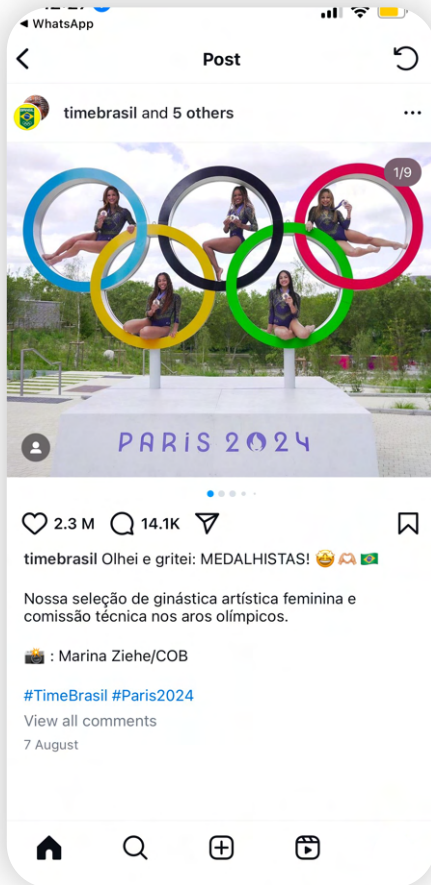 WhatsApp
Post
timebrasil and 5 others
1/9
PARIS 2024
2.3 M 14.1K
timebrasil Olhei e gritei: MEDALHISTAS! 🤩🫶🏽🇧🇷
Nossa seleção de ginástica artística feminina e
comissão técnica nos aros olímpicos.
📸 : Marina Ziehe/COB
#TimeBrasil #Paris2024
View all comments
7 August